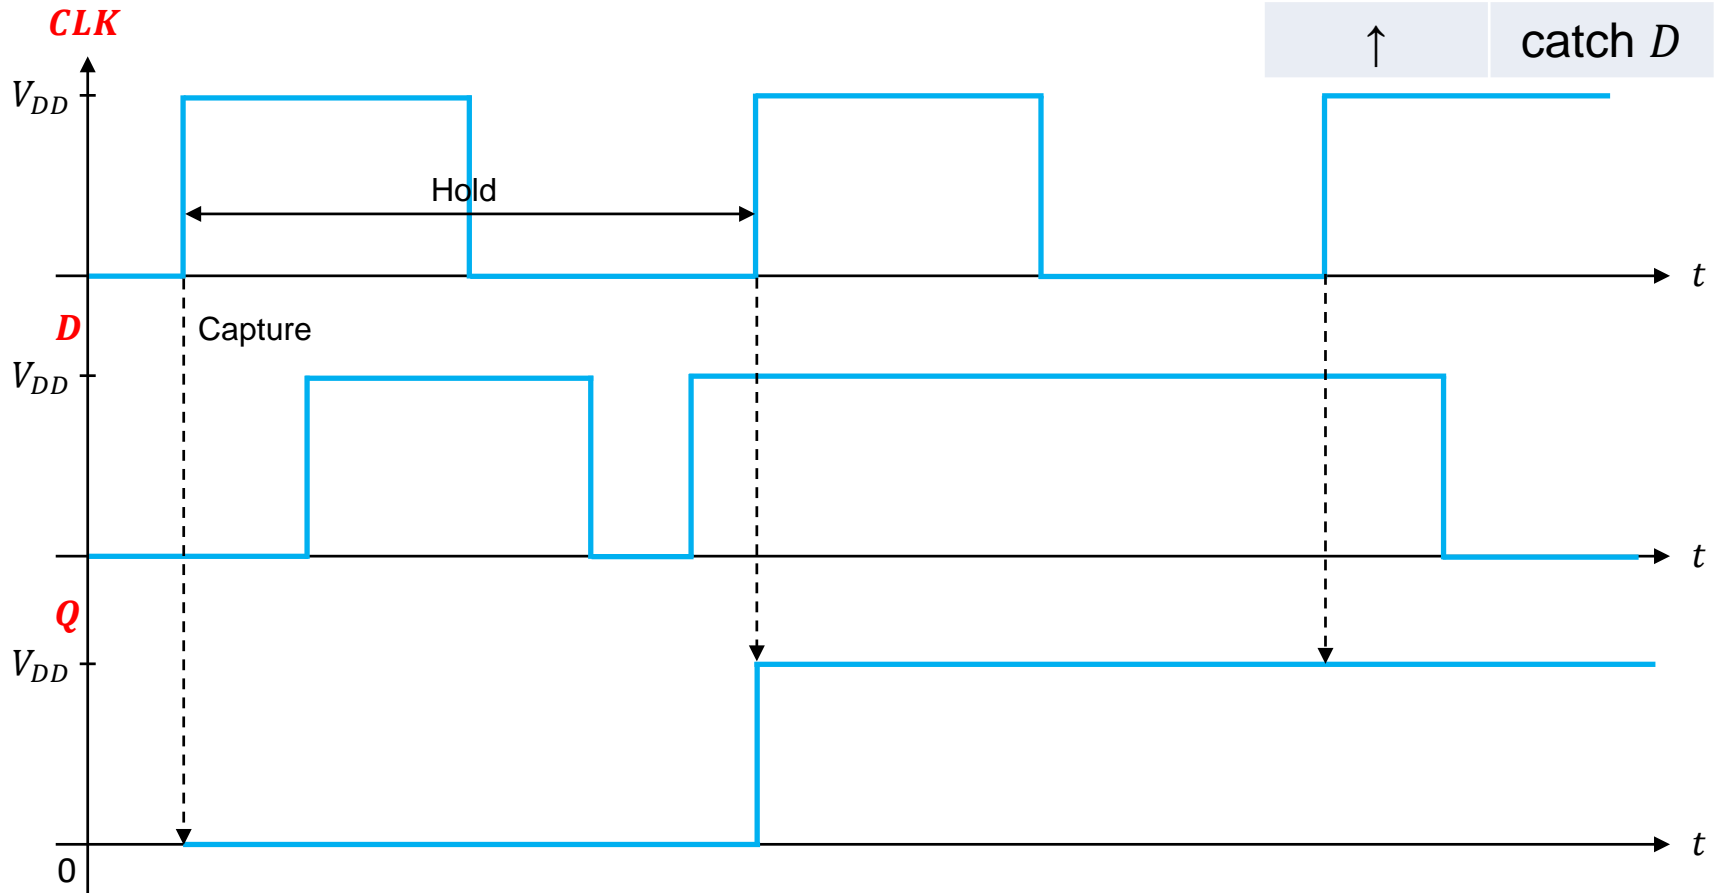 CLK
↑ catch D
V_DD
Hold
t
D Capture
V_DD
t
Q
V_DD
t
0